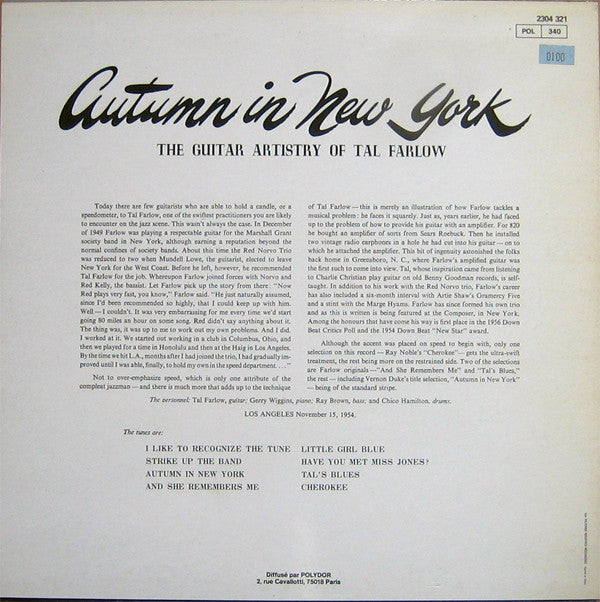 2304 321
POL 340
0100
Autumn in New York
THE GUITAR ARTISTRY OF TAL FARLOW
Today there are few guitarists who are able to hold a candle, or a
speedometer, to Tal Farlow, one of the swiftest practitioners you are likely
to encounter on the jazz scene. This wasn't always the case. In December
of 1949 Farlow was playing a respectable guitar for the Marshall Grant
society band in New York, although earning a reputation beyond the
normal confines of society bands. About this time the Red Norvo Trio
was reduced to two when Mundell Lowe, the guitarist, elected to leave
New York for the West Coast. Before he left, however, he recommended
Tal Farlow for the job. Whereupon Farlow joined forces with Norvo and
Red Kelly, the bassist. Let Farlow pick up the story from there: "Now
Red plays very fast, you know," Farlow said. "He just naturally assumed,
since I'd been recommended so highly, that I could keep up with him.
Well — I couldn't. It was very embarrassing for me every time we'd start
going 80 miles an hour on some song. Red didn't say anything about it.
The thing was, it was up to me to work out my own problems. And I did.
I worked at it. We started out working in a club in Columbus, Ohio, and
then we played for a time in Honolulu and then at the Haig in Los Angeles.
By the time we hit L.A., months after I had joined the trio, I had gradually im-
proved until I was able, finally, to hold my own in the speed department. . . ."
Not to over-emphasize speed, which is only one attribute of the
compleat jazzman — and there is much more that adds up to the technique
of Tal Farlow — this is merely an illustration of how Farlow tackles a
musical problem: he faces it squarely. Just as, years earlier, he had faced
up to the problem of how to provide his guitar with an amplifier. For $20
he bought an amplifier of sorts from Sears Roebuck. Then he installed
two vintage radio earphones in a hole he had cut into his guitar — on to
which he attached the amplifier. This bit of ingenuity astonished the folks
back home in Greensboro, N. C., where Farlow's amplified guitar was
the first such to come into view. Tal, whose inspiration came from listening
to Charlie Christian play guitar on old Benny Goodman records, is self-
taught. In addition to his work with the Red Norvo trio, Farlow's career
has also included a six-month interval with Artie Shaw's Gramercy Five
and a stint with the Marge Hyams. Farlow has since formed his own trio
and as this is written is being featured at the Composer, in New York.
Among the honours that have come his way is first place in the 1956 Down
Beat Critics Poll and the 1954 Down Beat "New Star" award.
Although the accent was placed on speed to begin with, only one
selection on this record — Ray Noble's "Cherokee" — gets the ultra-swift
treatment, the rest being more on the restrained side. Two of the selections
are Farlow originals — "And She Remembers Me" and "Tal's Blues,"
the rest — including Vernon Duke's title selection, "Autumn in New York"
— being of the standard stripe.
The personnel: Tal Farlow, guitar; Gerry Wiggins, piano; Ray Brown, bass; and Chico Hamilton, drums.
LOS ANGELES November 15, 1954.
The tunes are:
I LIKE TO RECOGNIZE THE TUNE
STRIKE UP THE BAND
AUTUMN IN NEW YORK
AND SHE REMEMBERS ME
LITTLE GIRL BLUE
HAVE YOU MET MISS JONES?
TAL'S BLUES
CHEROKEE
Diffusé par POLYDOR
2, rue Cavallotti, 75018 Paris